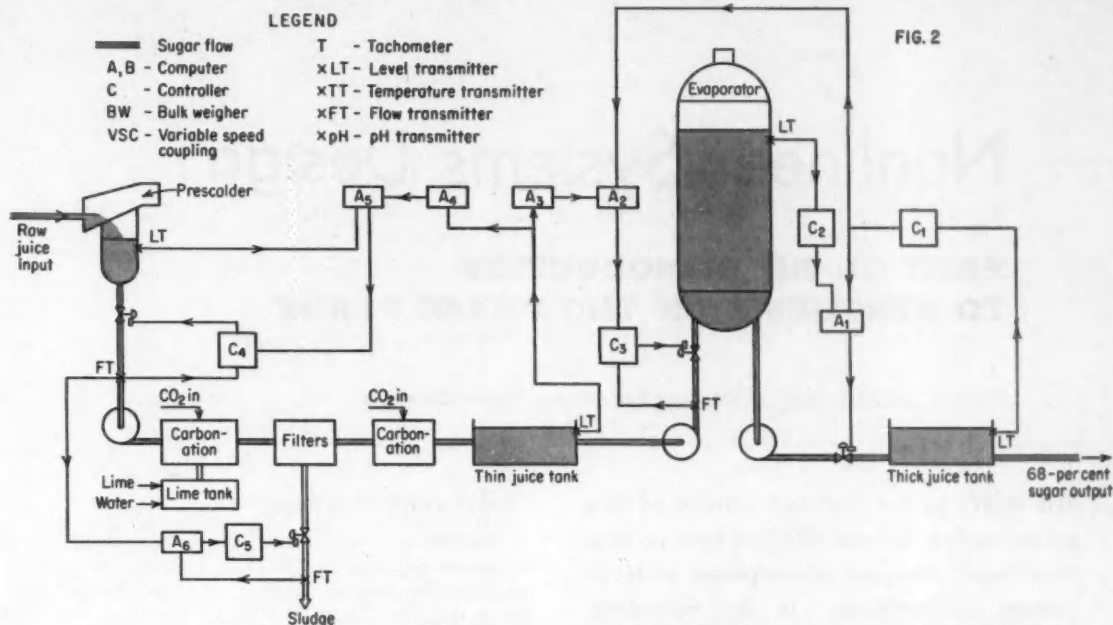 LEGEND
Sugar flow
A,B - Computer
C - Controller
BW - Bulk weigher
VSC - Variable speed
coupling
T - Tachometer
×LT - Level transmitter
×TT - Temperature transmitter
×FT - Flow transmitter
×pH - pH transmitter
FIG. 2
Evaporator
LT
Prescalder
Raw
juice
input
LT
A5
A4
A3
A2
C2
C1
A1
C4
C3
FT
FT
CO2 in
CO2 in
Carbon-
ation
Filters
Carbon-
ation
LT
Thin juice tank
LT
Thick juice tank
68-per cent
sugar output
Lime
Water
Lime tank
A6
C5
FT
Sludge